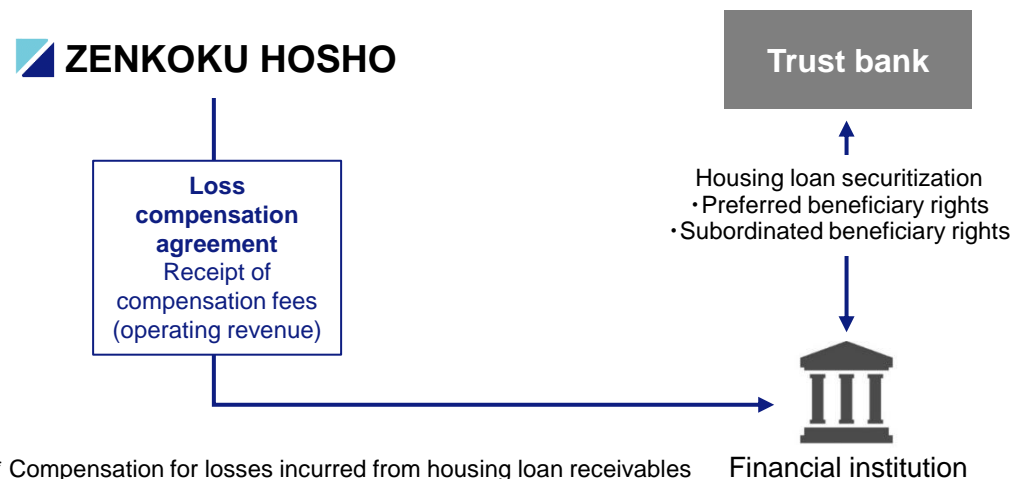 ZENKOKU HOSHO
Trust bank
Loss
compensation
agreement
Receipt of
compensation fees
(operating revenue)
Housing loan securitization
・Preferred beneficiary rights
・Subordinated beneficiary rights
* Compensation for losses incurred from housing loan receivables
Financial institution